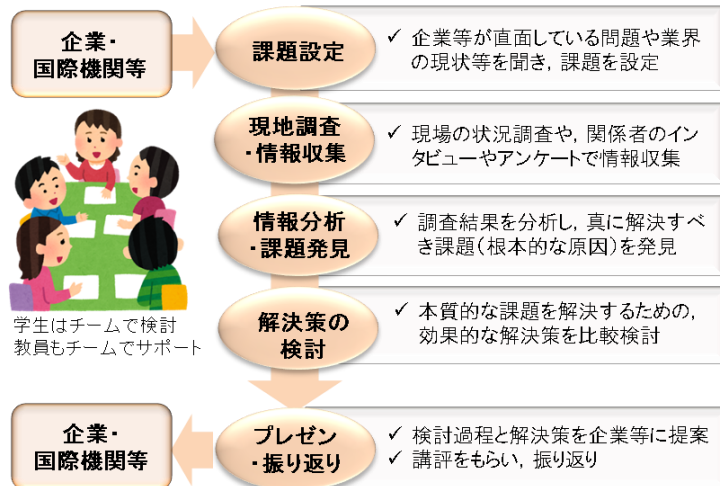 企業・
国際機関等
課題設定
✓ 企業等が直面している問題や業界
の現状等を聞き，課題を設定
現地調査
・情報収集
✓ 現場の状況調査や，関係者のイン
タビューやアンケートで情報収集
情報分析
・課題発見
✓ 調査結果を分析し，真に解決すべ
き課題（根本的な原因）を発見
学生はチームで検討
教員もチームでサポート
解決策の
検討
✓ 本質的な課題を解決するための，
効果的な解決策を比較検討
企業・
国際機関等
プレゼン
・振り返り
✓ 検討過程と解決策を企業等に提案
✓ 講評をもらい，振り返り